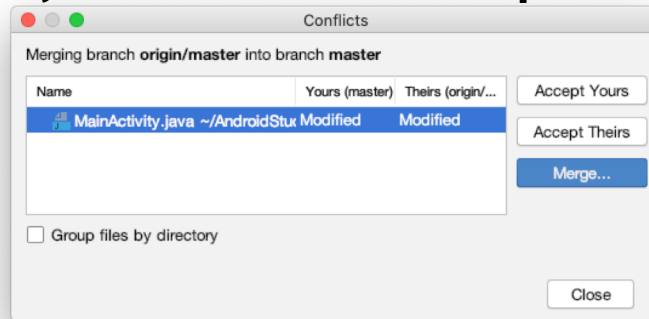 Conflicts
Merging branch origin/master into branch master
Name Yours (master) Theirs (origin/...
MainActivity.java ~/AndroidStu Modified Modified
Accept Yours
Accept Theirs
Merge...
Group files by directory
Close